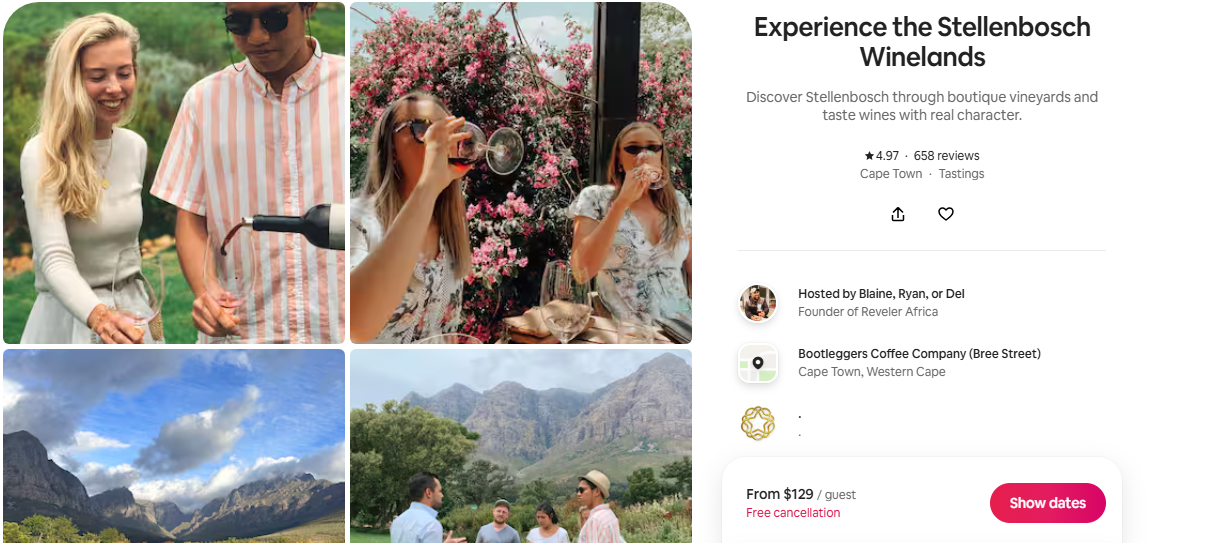 Experience the Stellenbosch
Winelands
Discover Stellenbosch through boutique vineyards and
taste wines with real character.
★4.97 · 658 reviews
Cape Town · Tastings
Hosted by Blaine, Ryan, or Del
Founder of Reveler Africa
Bootleggers Coffee Company (Bree Street)
Cape Town, Western Cape
.
.
From $129 / guest
Show dates
Free cancellation